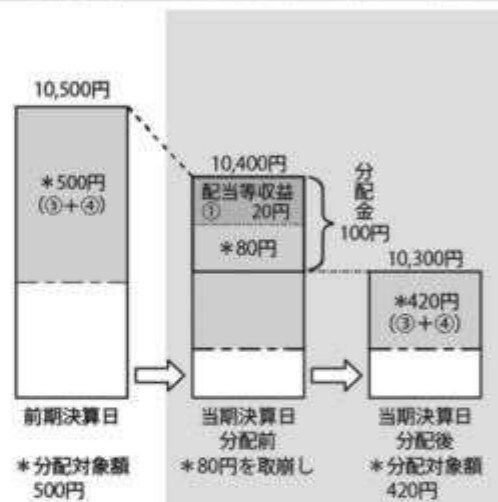 10,500円
＊500円
(③＋④)
前期決算日
＊分配対象額
500円
10,400円
配当等収益
① 20円
＊80円
分配金
100円
当期決算日
分配前
＊80円を取崩し
10,300円
＊420円
(③＋④)
当期決算日
分配後
＊分配対象額
420円